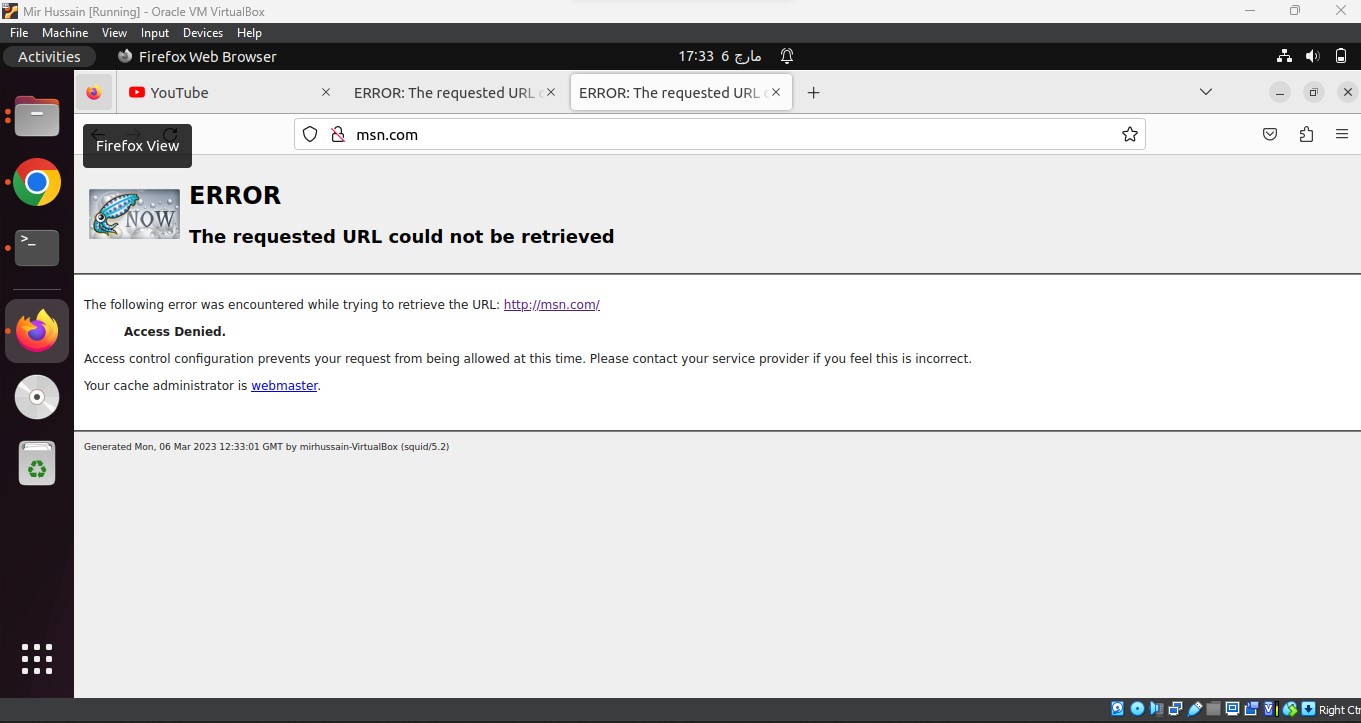 Mir Hussain [Running] - Oracle VM VirtualBox
File Machine View Input Devices Help
Activities Firefox Web Browser 17:33 6 مارچ
YouTube ERROR: The requested URL c ERROR: The requested URL c
msn.com
Firefox View
NOW
ERROR
The requested URL could not be retrieved
The following error was encountered while trying to retrieve the URL: http://msn.com/
Access Denied.
Access control configuration prevents your request from being allowed at this time. Please contact your service provider if you feel this is incorrect.
Your cache administrator is webmaster.
Generated Mon, 06 Mar 2023 12:33:01 GMT by mirhussain-VirtualBox (squid/5.2)
Right Ctr